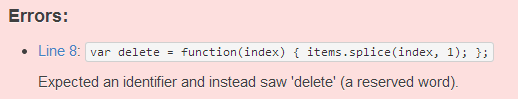 Errors:
Line 8: var delete = function(index) { items.splice(index, 1); };
Expected an identifier and instead saw 'delete' (a reserved word).